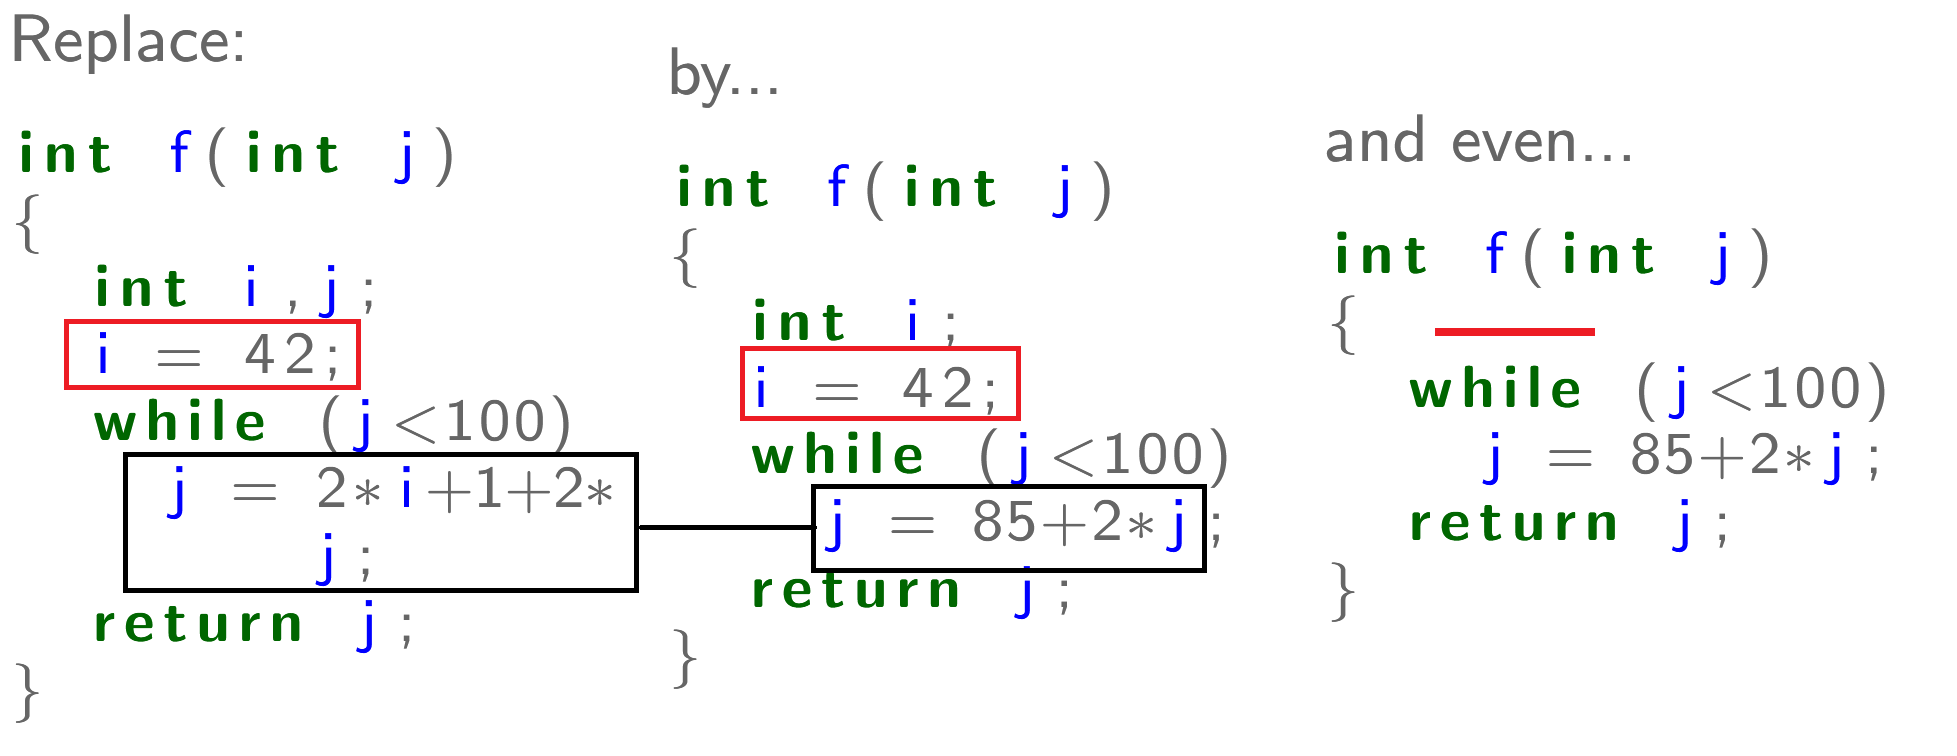 Replace:
int f(int j)
{
int i,j;
i = 42;
while (j<100)
j = 2*i+1+2*
j;
return j;
}
by...
int f(int j)
{
int i;
i = 42;
while (j<100)
j = 85+2*j;
return j;
}
and even...
int f(int j)
{
while (j<100)
j = 85+2*j;
return j;
}